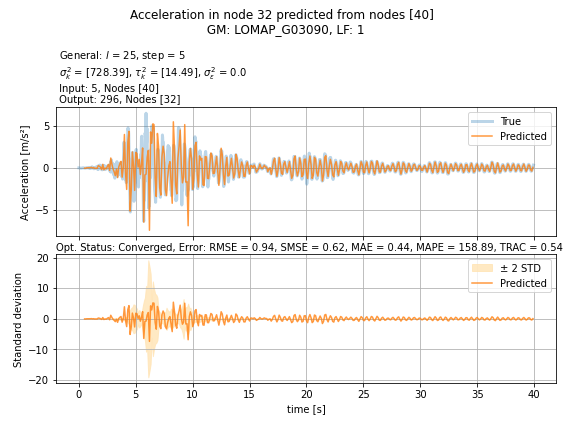 Acceleration in node 32 predicted from nodes [40]
GM: LOMAP_G03090, LF: 1
General: l = 25, step = 5
σ²ₖ = [728.39], τ²ₖ = [14.49], σ²ε = 0.0
Input: 5, Nodes [40]
Output: 296, Nodes [32]
Acceleration [m/s²]
5
0
−5
True
Predicted
Opt. Status: Converged, Error: RMSE = 0.94, SMSE = 0.62, MAE = 0.44, MAPE = 158.89, TRAC = 0.54
Standard deviation
20
10
0
−10
−20
± 2 STD
Predicted
0 5 10 15 20 25 30 35 40
time [s]